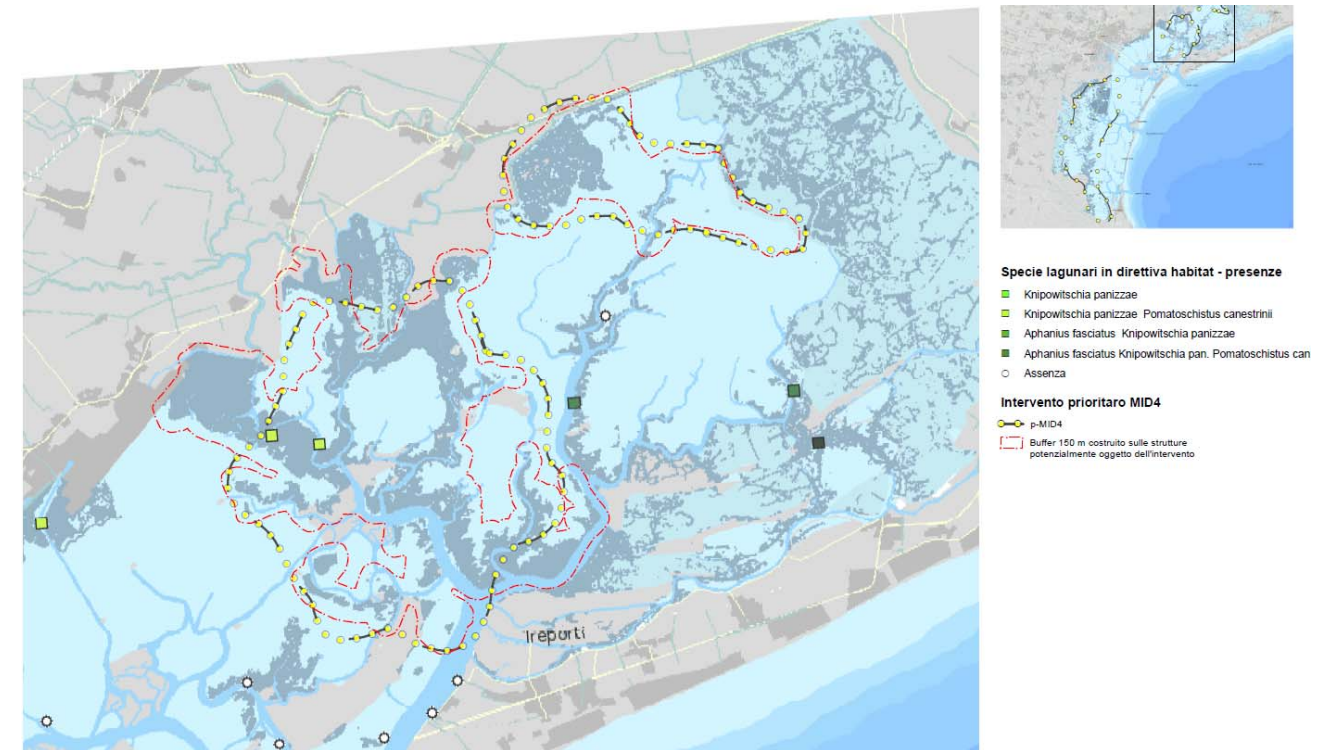 Ireporti
Specie lagunari in direttiva habitat - presenze
Knipowitschia panizzae
Knipowitschia panizzae Pomatoschistus canestrinii
Aphanius fasciatus Knipowitschia panizzae
Aphanius fasciatus Knipowitschia pan. Pomatoschistus can
Assenza
Intervento prioritaro MID4
p-MID4
Buffer 150 m costruito sulle strutture
potenzialmente oggetto dell'intervento